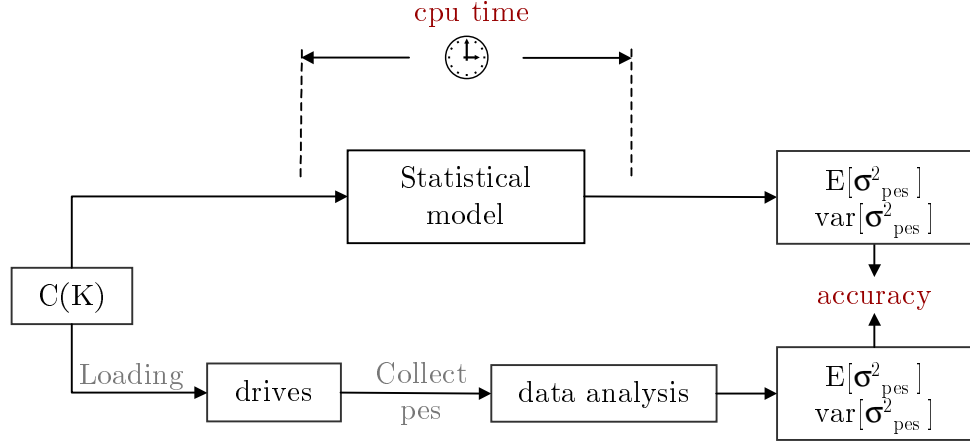 cpu time
Statistical
model
E[σ²pes]
var[σ²pes]
C(K)
accuracy
Loading
drives
Collect
pes
data analysis
E[σ²pes]
var[σ²pes]